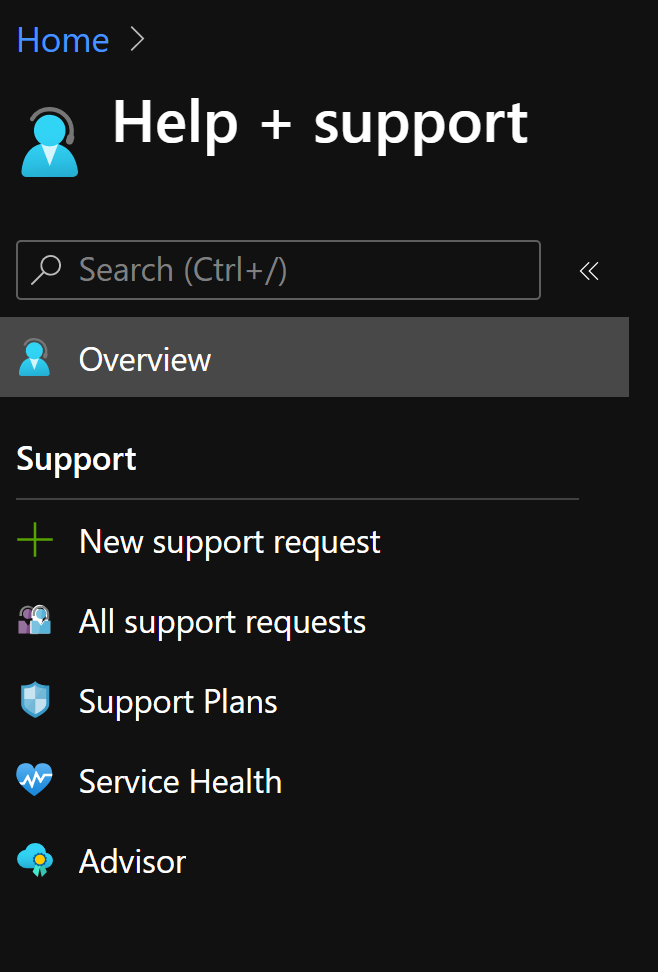 Home
Help + support
Search (Ctrl+/)
Overview
Support
New support request
All support requests
Support Plans
Service Health
Advisor